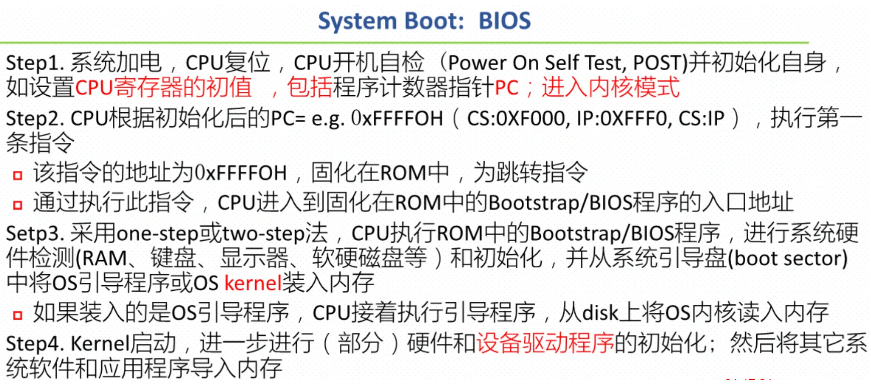 System Boot: BIOS
Step1. 系统加电，CPU复位，CPU开机自检（Power On Self Test, POST)并初始化自身，
如设置CPU寄存器的初值 ，包括程序计数器指针PC；进入内核模式
Step2. CPU根据初始化后的PC= e.g. 0xFFFFOH（ CS:0XF000, IP:0XFFF0, CS:IP ），执行第一
条指令
该指令的地址为0xFFFFOH，固化在ROM中，为跳转指令
通过执行此指令，CPU进入到固化在ROM中的Bootstrap/BIOS程序的入口地址
Setp3. 采用one-step或two-step法，CPU执行ROM中的Bootstrap/BIOS程序，进行系统硬
件检测(RAM、键盘、显示器、软硬磁盘等）和初始化，并从系统引导盘(boot sector)
中将OS引导程序或OS kernel装入内存
如果装入的是OS引导程序，CPU接着执行引导程序，从disk上将OS内核读入内存
Step4. Kernel启动，进一步进行（部分）硬件和设备驱动程序的初始化；然后将其它系
统软件和应用程序导入内存